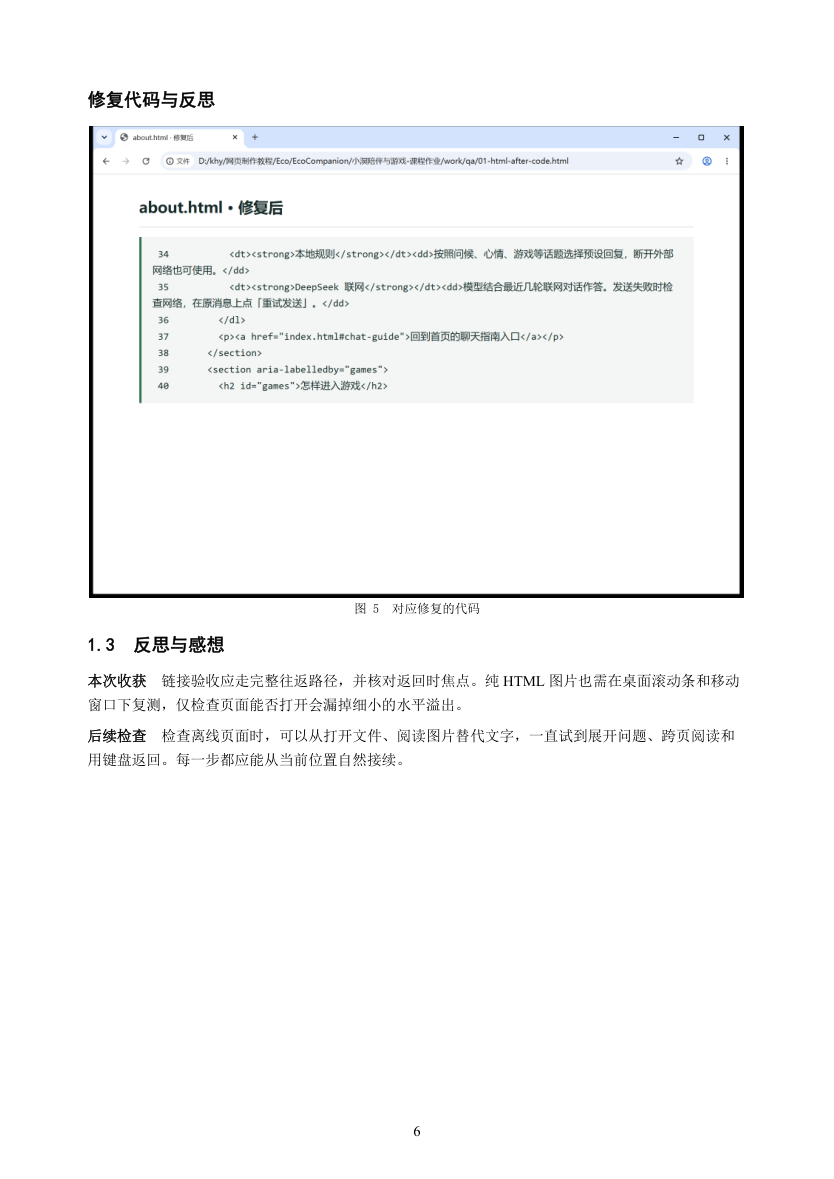 修复代码与反思
about.html · 修复后
文件 D:/khy/网页制作教程/Eco/EcoCompanion/小溪陪伴与游戏-课程作业/work/qa/01-html-after-code.html
about.html · 修复后
34 <dt><strong>本地规则</strong></dt><dd>按照问候、心情、游戏等话题选择预设回复，断开外部
网络也可使用。</dd>
35 <dt><strong>DeepSeek 联网</strong></dt><dd>模型结合最近几轮联网对话作答。发送失败时检
查网络，在原消息上点「重试发送」。</dd>
36 </dl>
37 <p><a href="index.html#chat-guide">回到首页的聊天指南入口</a></p>
38 </section>
39 <section aria-labelledby="games">
40 <h2 id="games">怎样进入游戏</h2>
图 5 对应修复的代码
1.3 反思与感想
本次收获 链接验收应走完整往返路径，并核对返回时焦点。纯 HTML 图片也需在桌面滚动条和移动
窗口下复测，仅检查页面能否打开会漏掉细小的水平溢出。
后续检查 检查离线页面时，可以从打开文件、阅读图片替代文字，一直试到展开问题、跨页阅读和
用键盘返回。每一步都应能从当前位置自然接续。
6